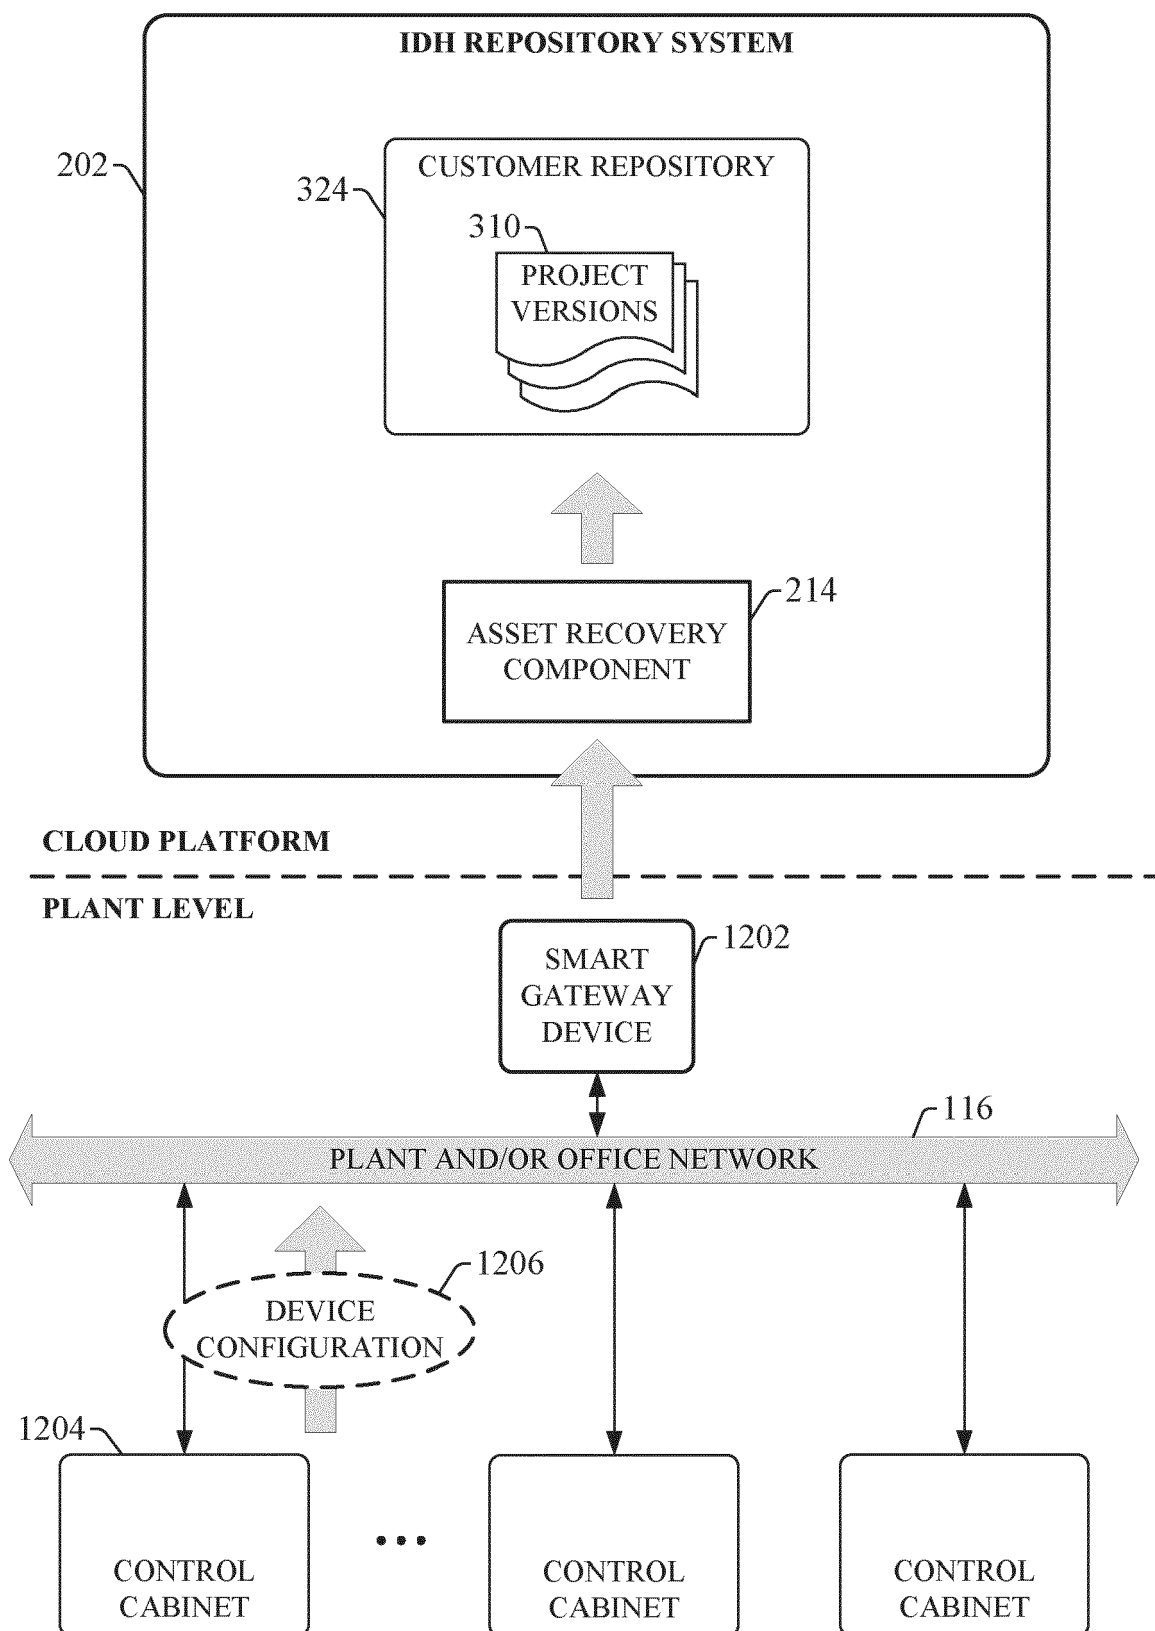 IDH REPOSITORY SYSTEM
202
CUSTOMER REPOSITORY
324
310
PROJECT
VERSIONS
214
ASSET RECOVERY
COMPONENT
CLOUD PLATFORM
PLANT LEVEL
1202
SMART
GATEWAY
DEVICE
116
PLANT AND/OR OFFICE NETWORK
1206
DEVICE
CONFIGURATION
1204
...
CONTROL
CABINET
CONTROL
CABINET
CONTROL
CABINET